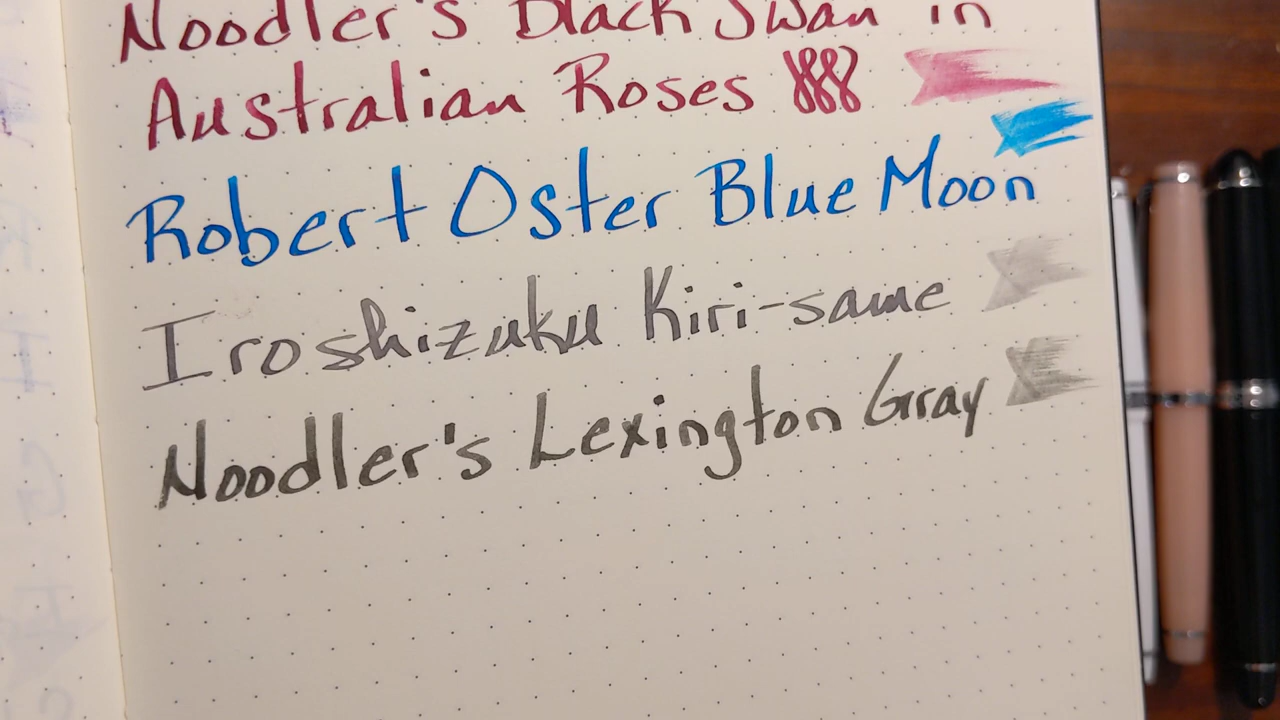 Noodler's Black Swan in
Australian Roses
Robert Oster Blue Moon
Iroshizuku Kiri-same
Noodler's Lexington Gray